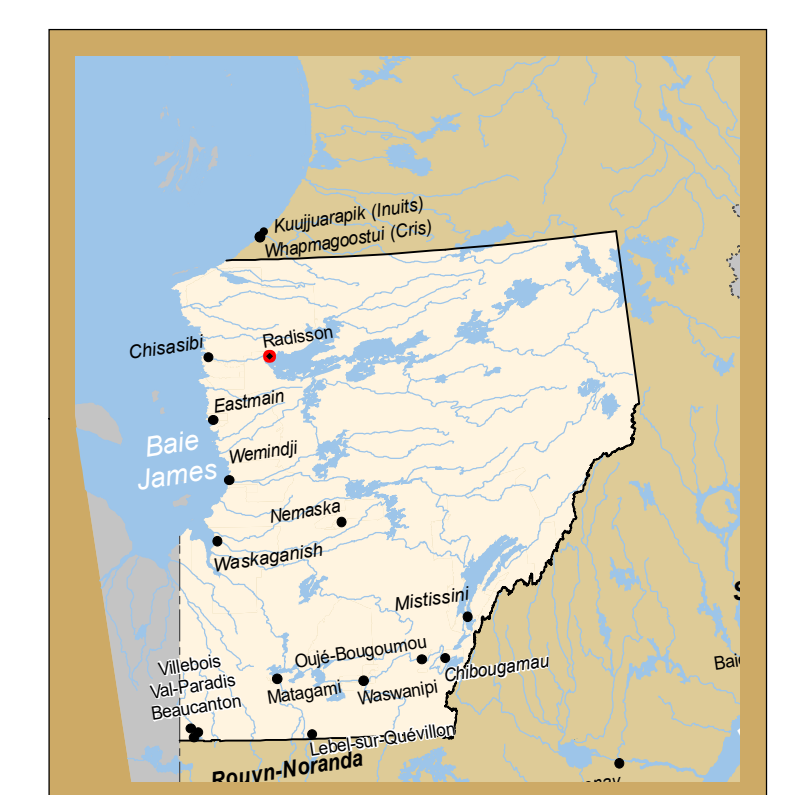 Kuujjuarapik (Inuits)
Whapmagoostui (Cris)
Radisson
Chisasibi
Eastmain
Baie
James
Wemindji
Nemaska
Waskaganish
Mistissini
Oujé-Bougoumou
Chibougamau
Villebois
Val-Paradis
Beaucanton
Matagami
Waswanipi
Lebel-sur-Quévillon
Rouyn-Noranda